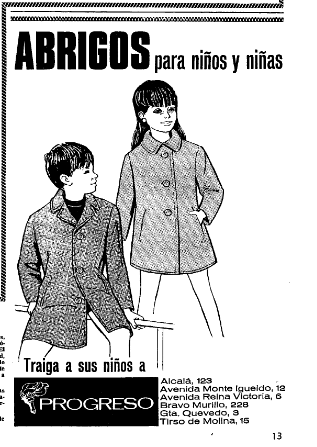 ABRIGOS para niños y niñas
Traiga a sus niños a
PROGRESO
Alcalá, 123
Avenida Monte Igueldo, 12
Avenida Reina Victoria, 6
Bravo Murillo, 228
Gta. Quevedo, 3
Tirso de Molina, 15
13